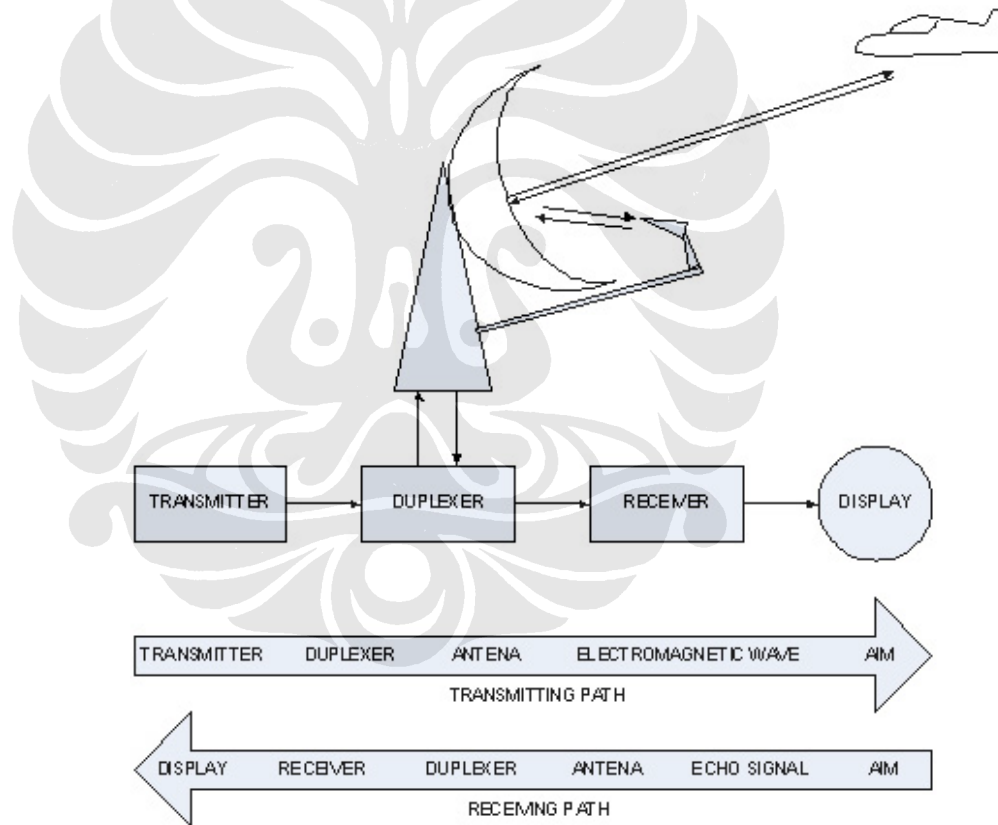 TRANSMITTER DUPLEXER RECEIVER DISPLAY
TRANSMITTER DUPLEXER ANTENA ELECTROMAGNETIC WAVE AIM
TRANSMITTING PATH
DISPLAY RECEIVER DUPLEXER ANTENA ECHO SIGNAL AIM
RECEIVING PATH